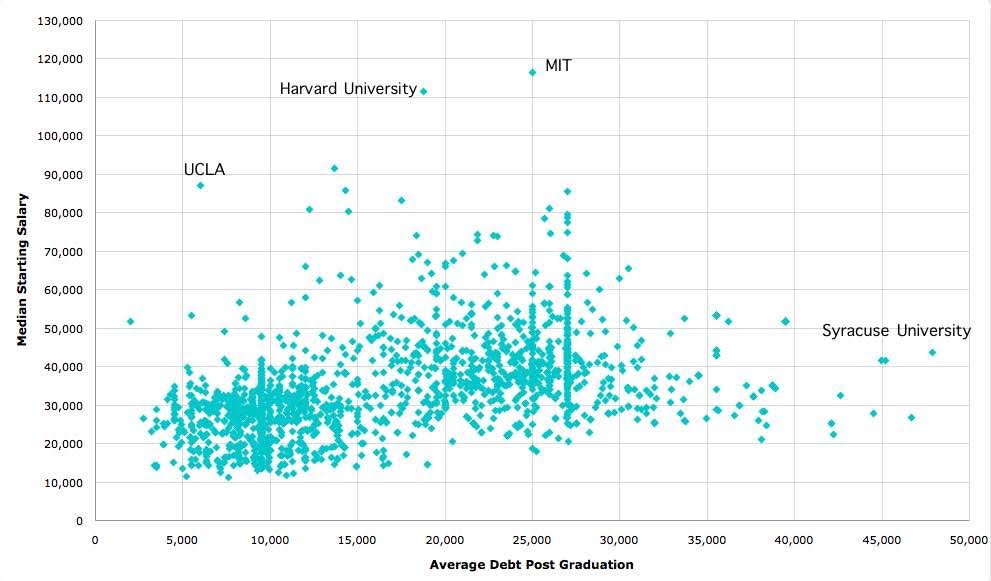 130,000
120,000
MIT
Harvard University
110,000
100,000
90,000
UCLA
80,000
70,000
60,000
50,000
Syracuse University
40,000
30,000
20,000
10,000
0
Median Starting Salary
0 5,000 10,000 15,000 20,000 25,000 30,000 35,000 40,000 45,000 50,000
Average Debt Post Graduation